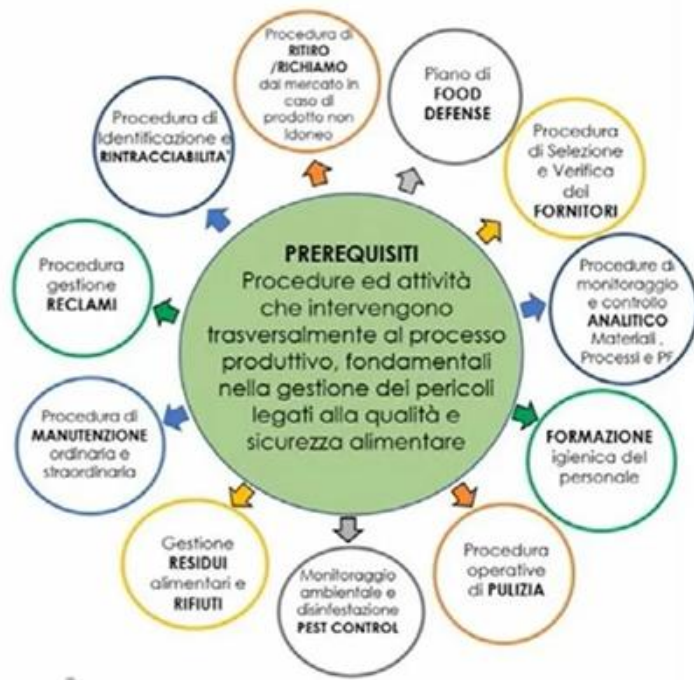 PREREQUISITI
Procedure ed attività
che intervengono
trasversalmente al processo
produttivo, fondamentali
nella gestione dei pericoli
legati alla qualità e
sicurezza alimentare
Procedura di
RITIRO
/RICHIAMO
dal mercato in
caso di
prodotto non
Idoneo
Piano di
FOOD
DEFENSE
Procedura
di Selezione
e Verifica
dei
FORNITORI
Procedure di
monitoraggio
e controllo
ANALITICO
Materiali ,
Processi e PF
FORMAZIONE
igienica del
personale
Procedura
operative
di PULIZIA
Monitoraggio
ambientale e
disinfestazione
PEST CONTROL
Gestione
RESIDUI
alimentari e
RIFIUTI
Procedura di
MANUTENZIONE
ordinaria e
straordinaria
Procedura
gestione
RECLAMI
Procedura di
Identificazione e
RINTRACCIABILITA'